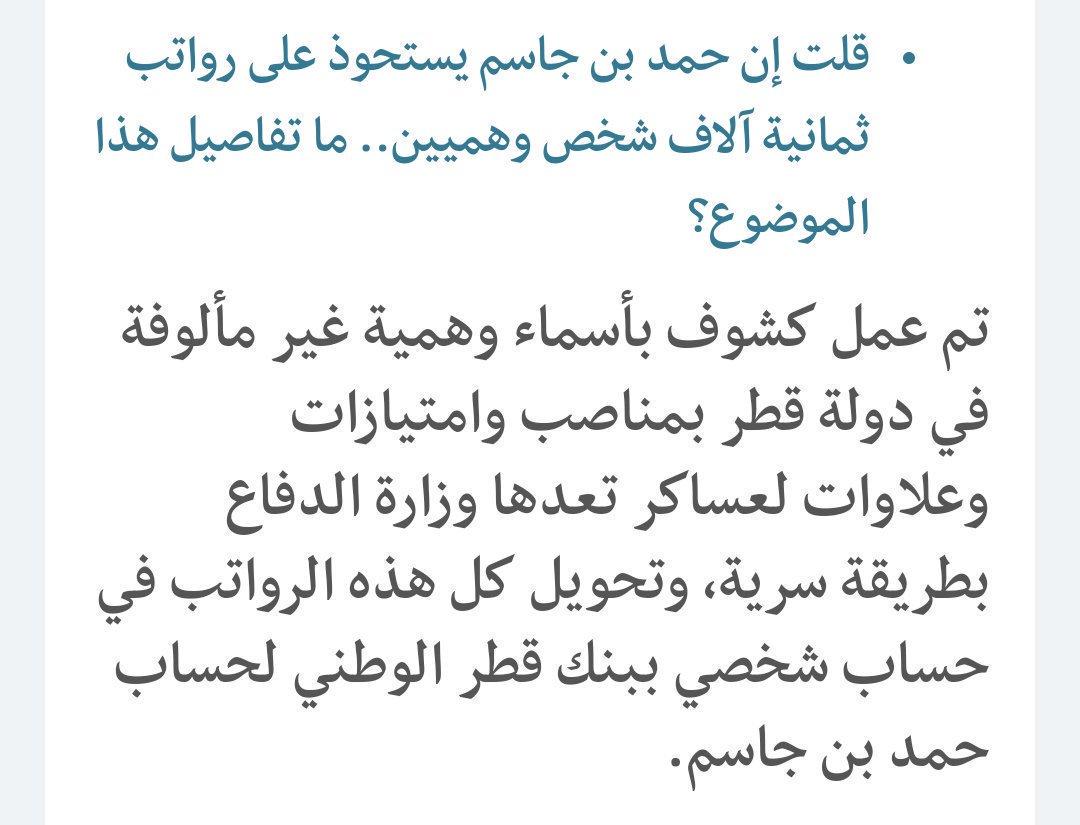 • قلت إن حمد بن جاسم يستحوذ على رواتب
ثمانية آلاف شخص وهميين.. ما تفاصيل هذا
الموضوع؟
تم عمل كشوف بأسماء وهمية غير مألوفة
في دولة قطر بمناصب وامتيازات
وعلاوات لعساكر تعدها وزارة الدفاع
بطريقة سرية، وتحويل كل هذه الرواتب في
حساب شخصي ببنك قطر الوطني لحساب
حمد بن جاسم.